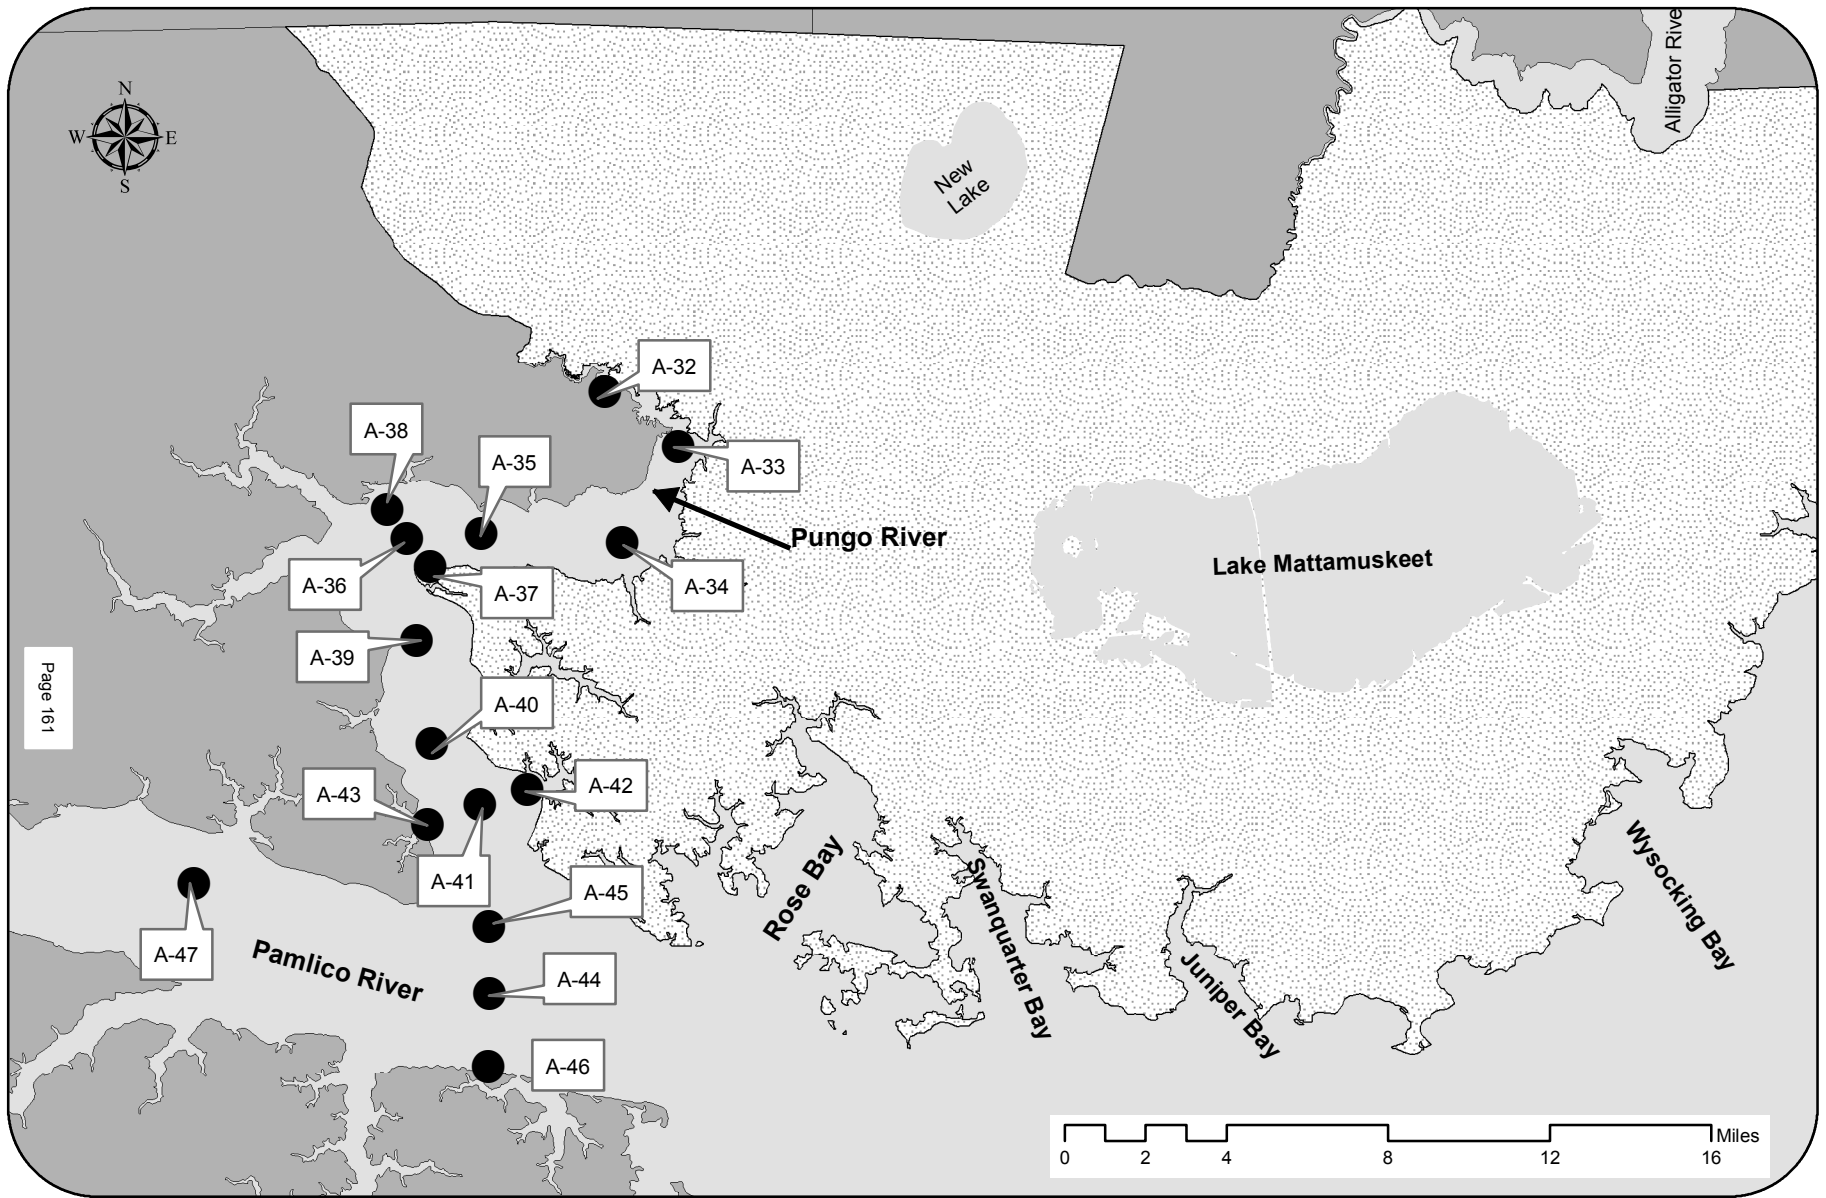 Alligator Rive
N
W
E
S
New
Lake
A-32
A-38
A-35
A-33
Pungo River
Lake Mattamuskeet
A-36
A-37
A-34
A-39
Page 161
A-40
A-43
A-42
A-41
A-45
Rose Bay
Swanquarter Bay
Wysocking Bay
A-47
Pamlico River
A-44
Juniper Bay
A-46
Miles
0
2
4
8
12
16